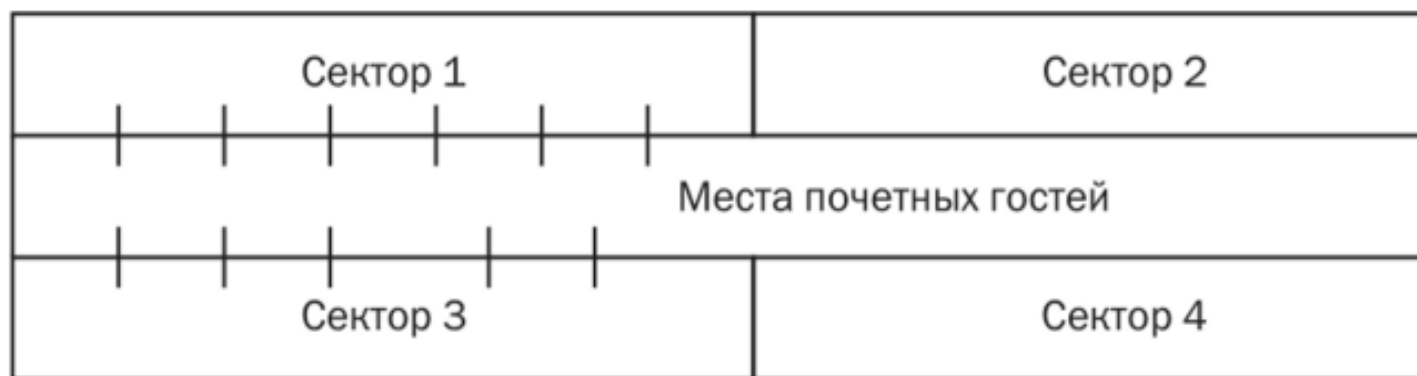 Сектор 1
Сектор 2
Места почетных гостей
Сектор 3
Сектор 4